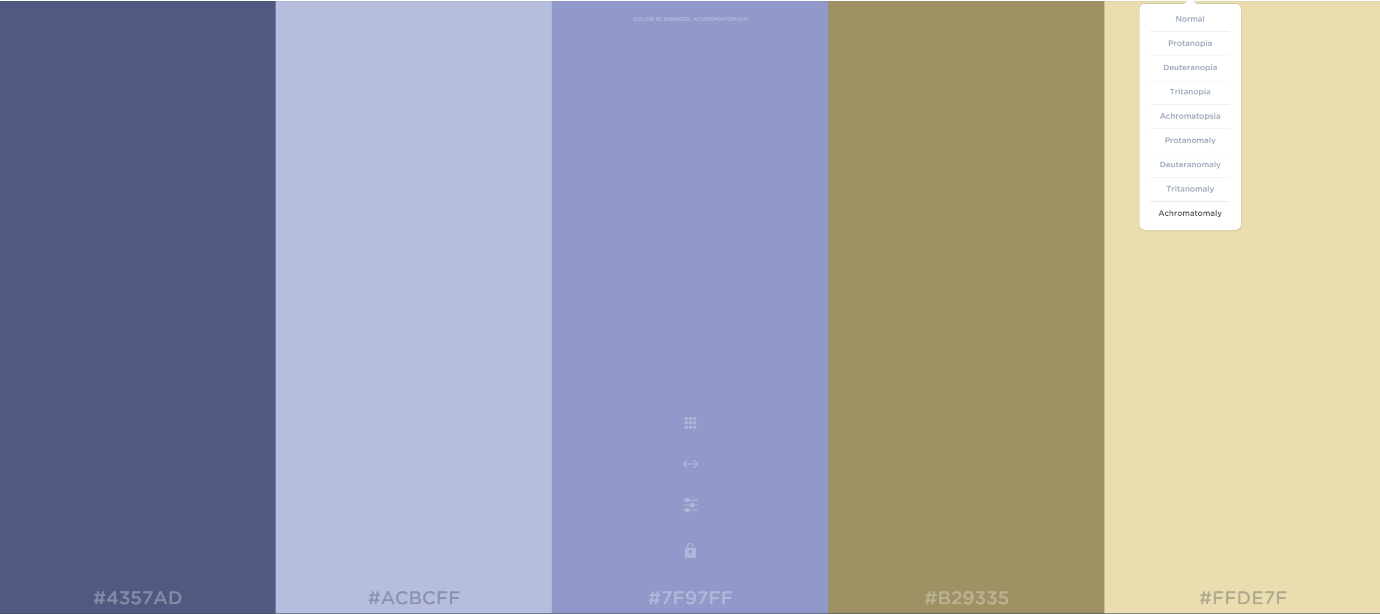 COLOR BLINDNESS: ACHROMATOMALY
Normal
Protanopia
Deuteranopia
Tritanopia
Achromatopsia
Protanomaly
Deuteranomaly
Tritanomaly
Achromatomaly
#4357AD
#ACBCFF
#7F97FF
#B29335
#FFDE7F